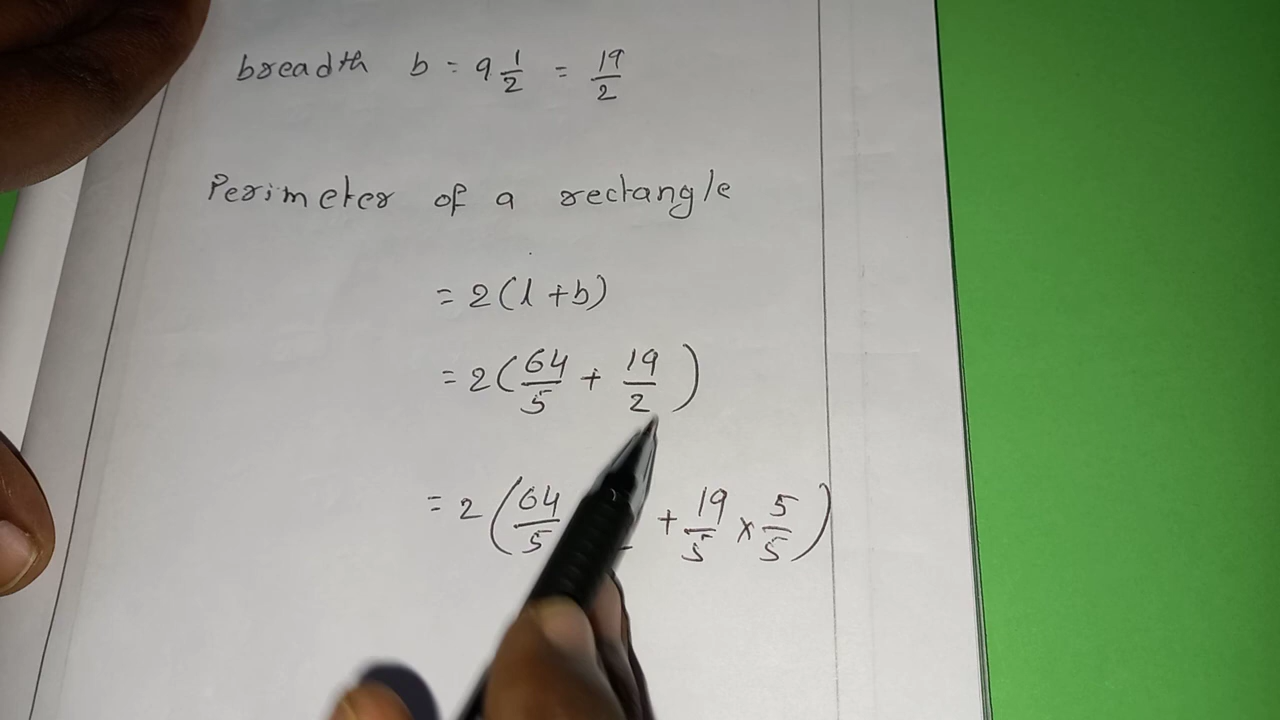 breadth b = 9 1/2 = 19/2
Perimeter of a rectangle
= 2(l+b)
= 2(64/5 + 19/2)
= 2(64/5 + 19/5 × 5/5)